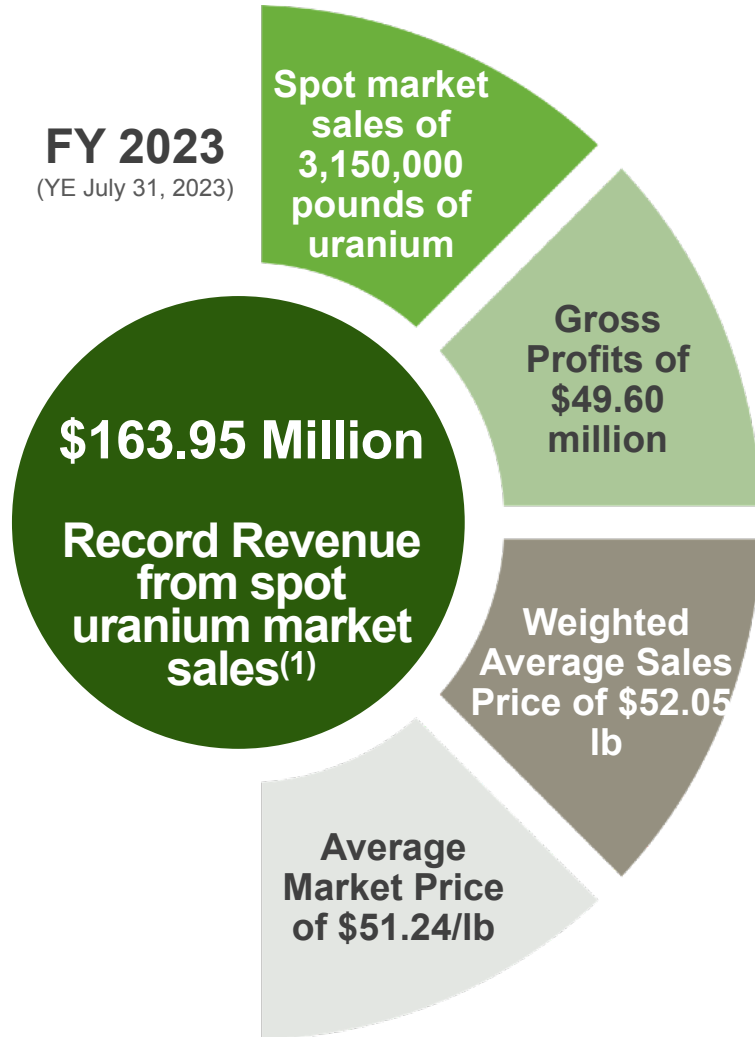 FY 2023
(YE July 31, 2023)
Spot market
sales of
3,150,000
pounds of
uranium
Gross
Profits of
$49.60
million
$163.95 Million
Record Revenue
from spot
uranium market
sales(1)
Weighted
Average Sales
Price of $52.05
lb
Average
Market Price
of $51.24/lb